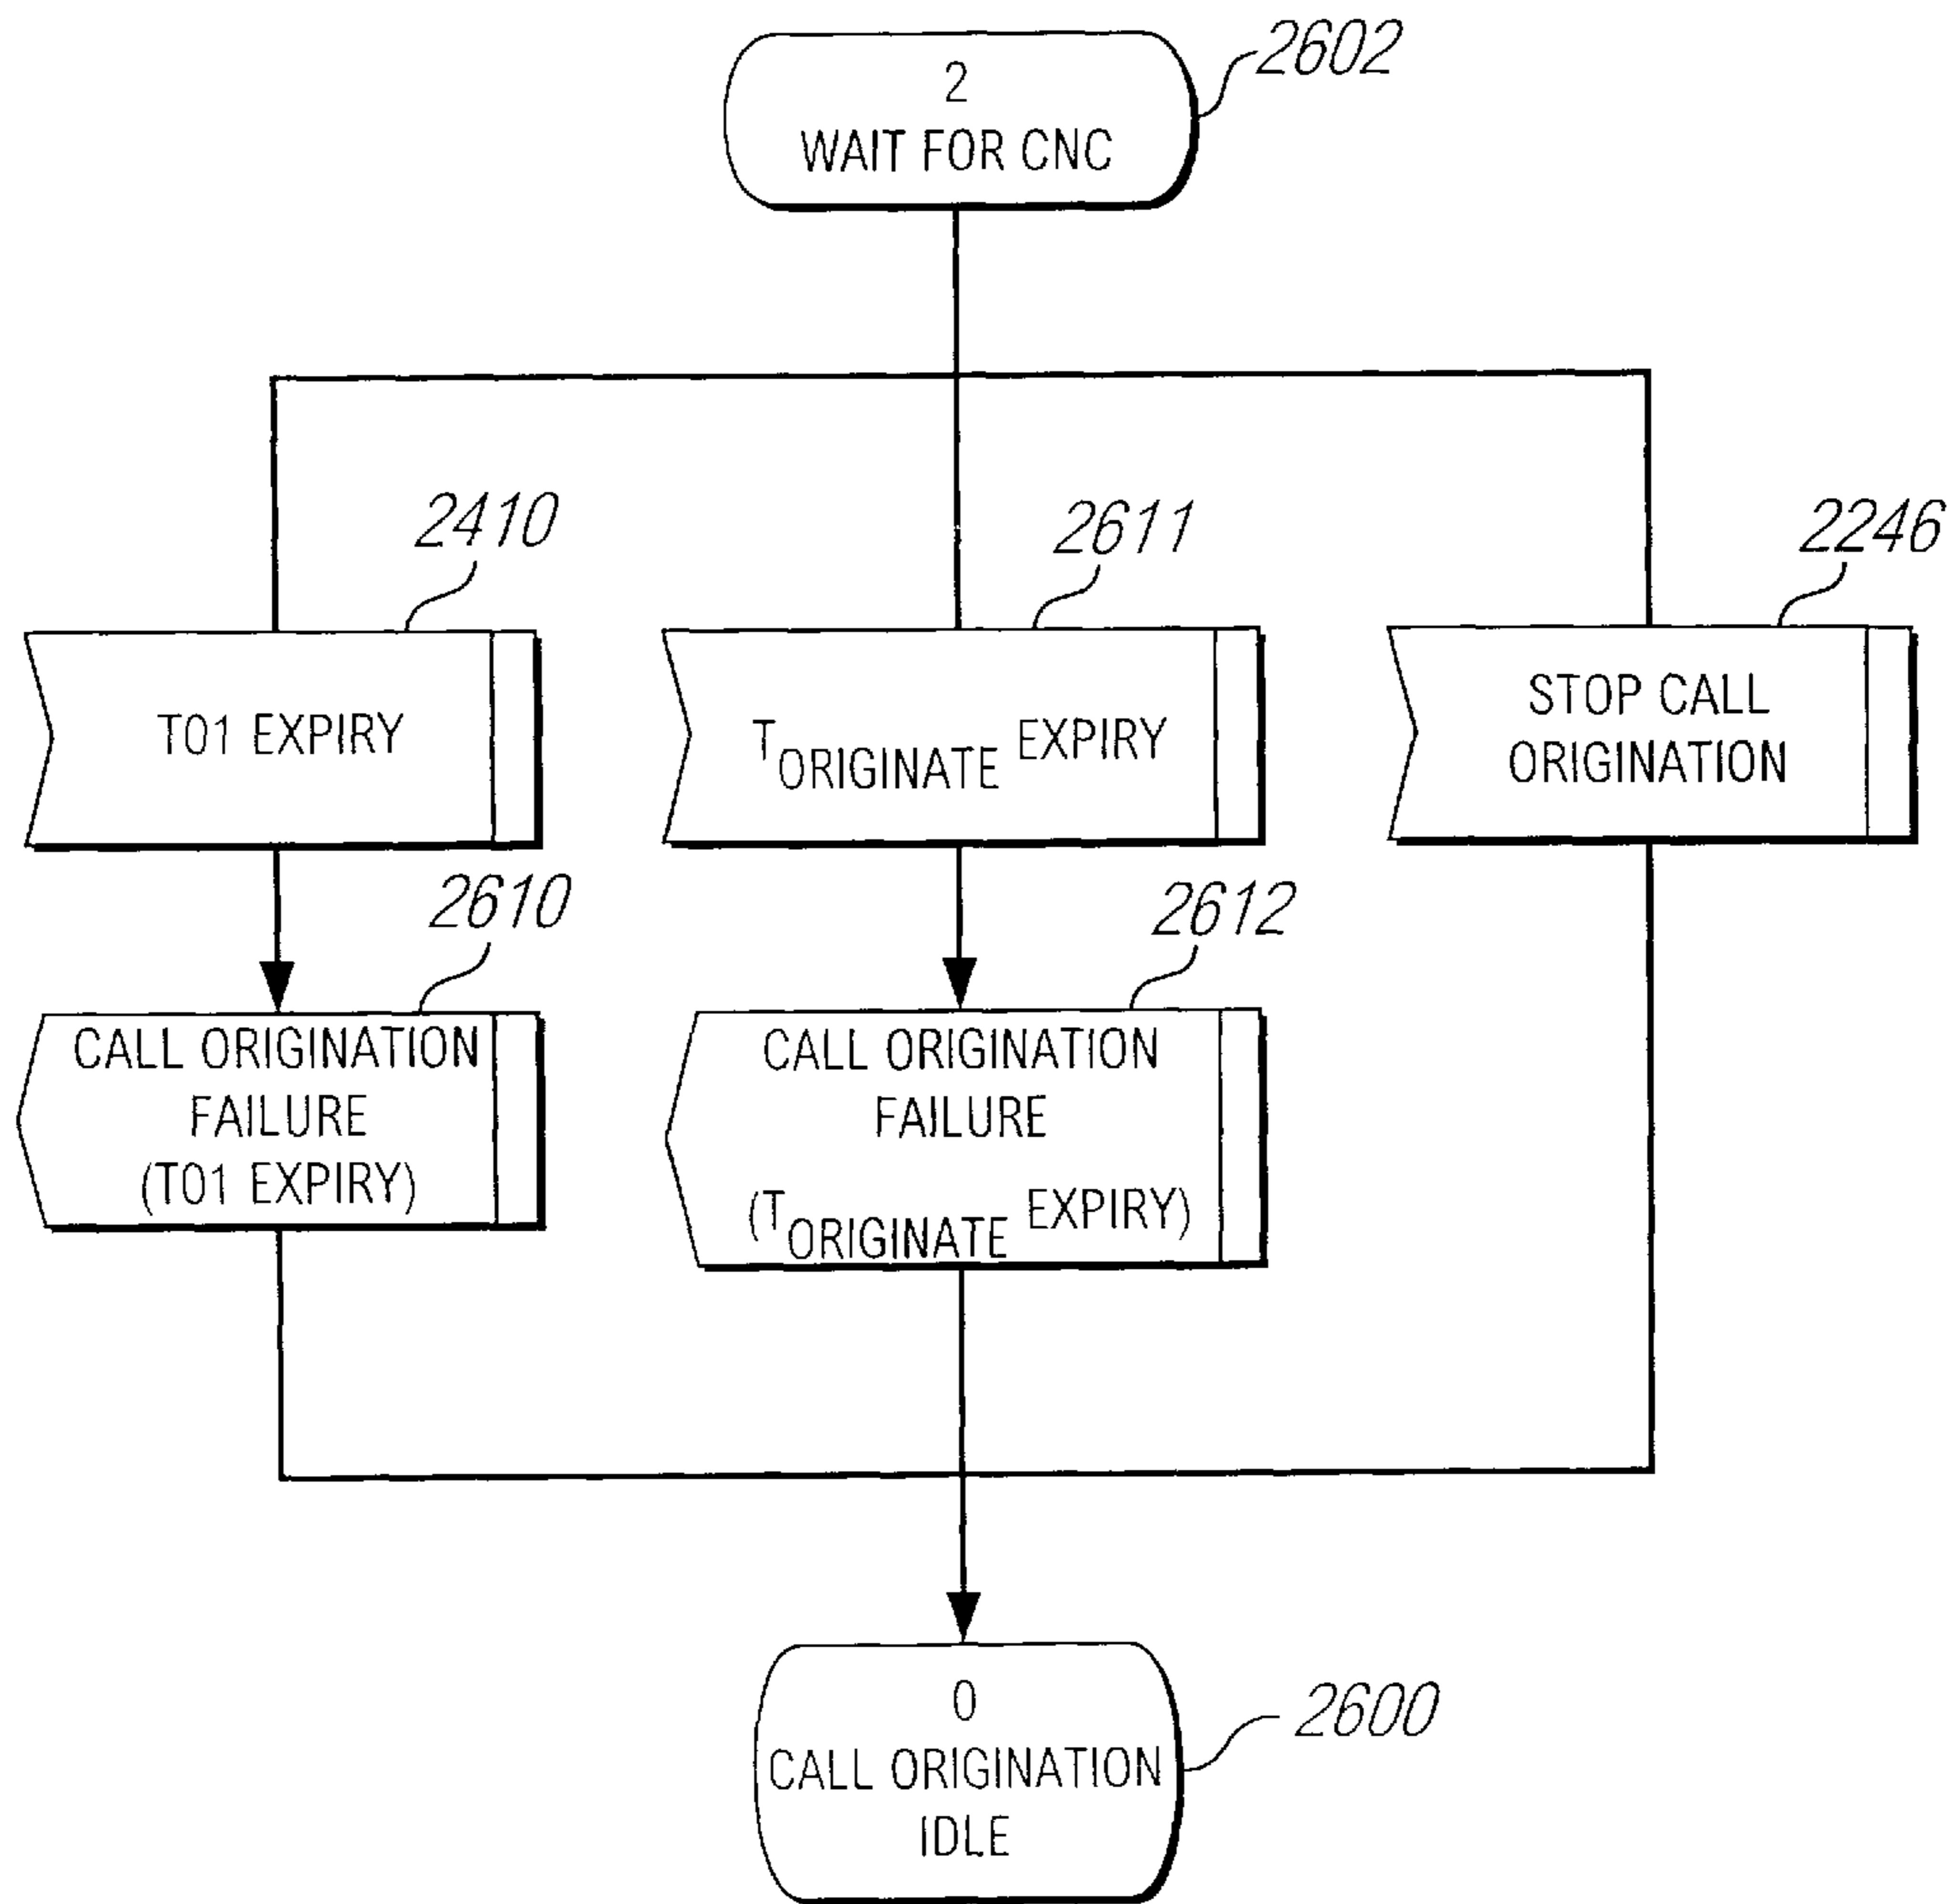 2
WAIT FOR CNC
2602
2410
2611
2246
T01 EXPIRY
TORIGINATE EXPIRY
STOP CALL
ORIGINATION
2610
2612
CALL ORIGINATION
FAILURE
(T01 EXPIRY)
CALL ORIGINATION
FAILURE
(TORIGINATE EXPIRY)
0
CALL ORIGINATION
IDLE
2600